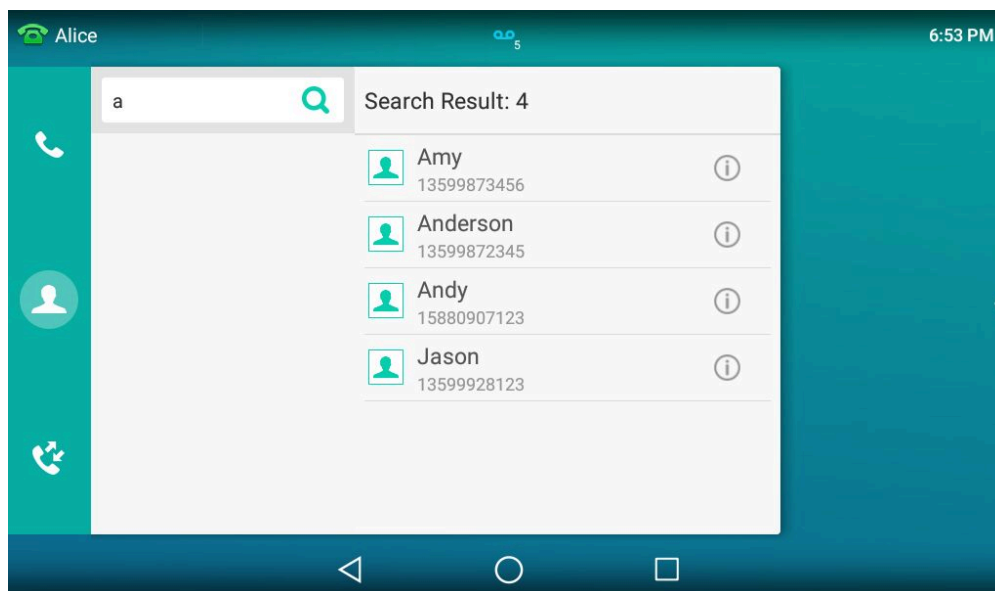 Alice
5
6:53 PM
a
Search Result: 4
Amy
13599873456
Anderson
13599872345
Andy
15880907123
Jason
13599928123